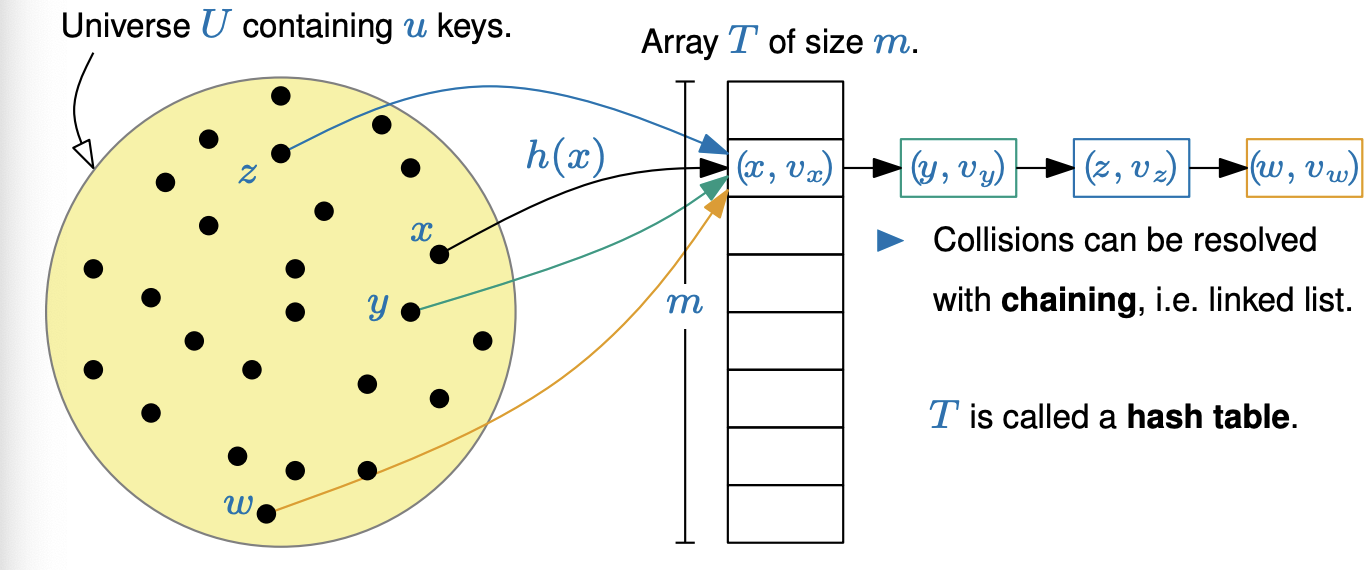 Universe U containing u keys.
Array T of size m.
z
h(x)
(x, vₓ)
(y, v_y)
(z, v_z)
(w, v_w)
x
y
m
w
Collisions can be resolved
with chaining, i.e. linked list.
T is called a hash table.